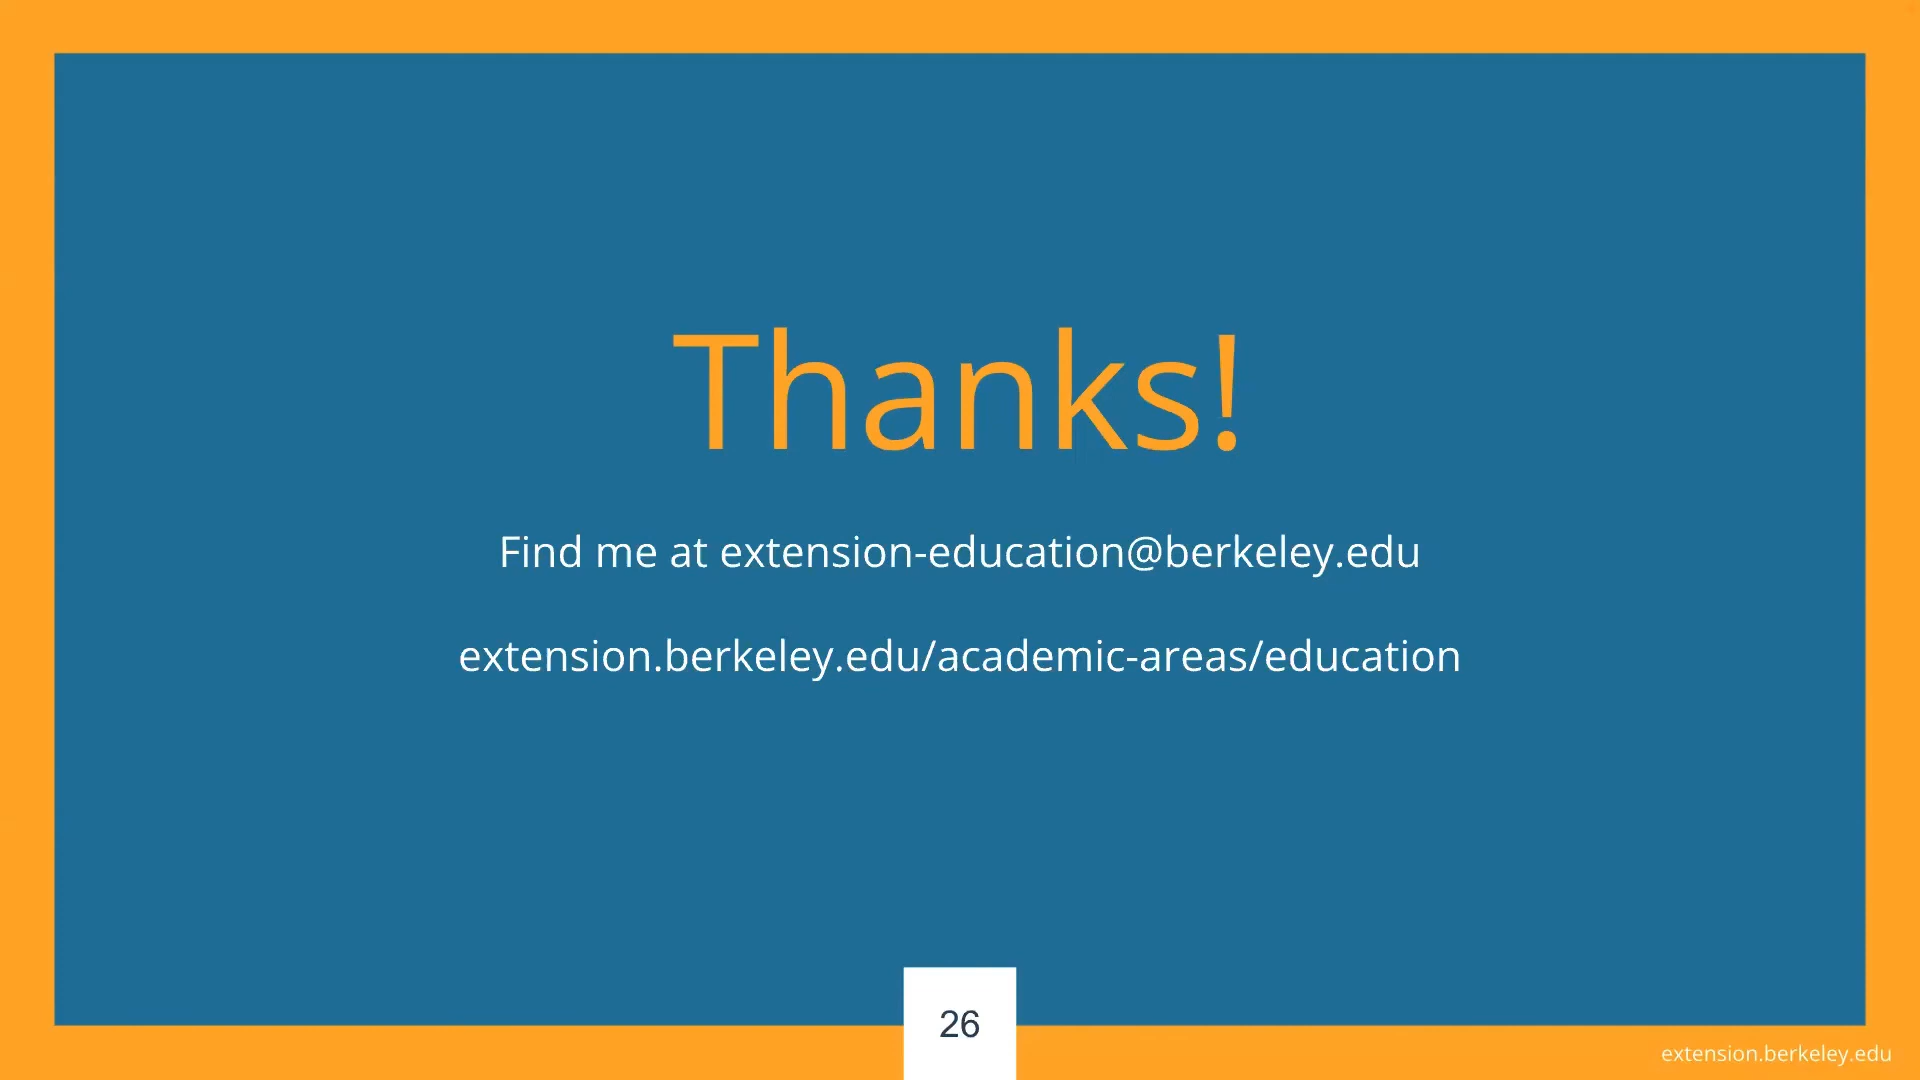 Thanks!
Find me at extension-education@berkeley.edu
extension.berkeley.edu/academic-areas/education
26
extension.berkeley.edu